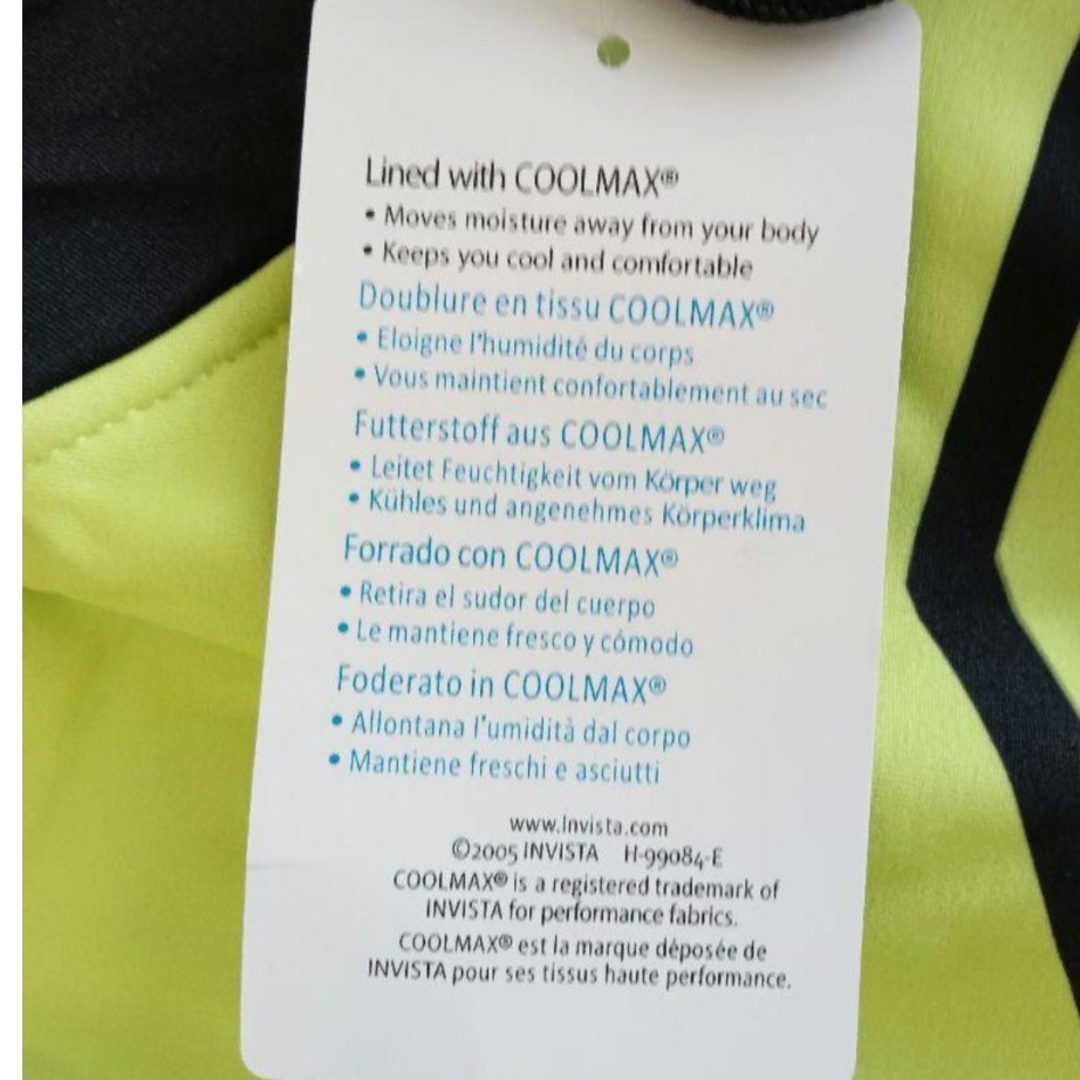 Lined with COOLMAX®
• Moves moisture away from your body
• Keeps you cool and comfortable
Doublure en tissu COOLMAX®
• Eloigne l'humidité du corps
• Vous maintient confortablement au sec
Futterstoff aus COOLMAX®
• Leitet Feuchtigkeit vom Körper weg
• Kühles und angenehmes Körperklima
Forrado con COOLMAX®
• Retira el sudor del cuerpo
• Le mantiene fresco y cómodo
Foderato in COOLMAX®
• Allontana l'umidità dal corpo
• Mantiene freschi e asciutti
www.invista.com
©2005 INVISTA H-99084-E
COOLMAX® is a registered trademark of
INVISTA for performance fabrics.
COOLMAX® est la marque déposée de
INVISTA pour ses tissus haute performance.